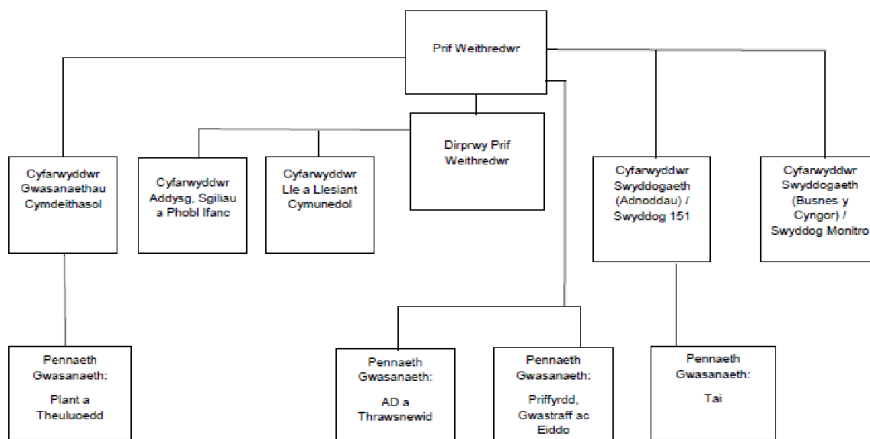 Prif Weithredwr
Dirprwy Prif
Weithredwr
Cyfarwyddwr
Gwasanaethau
Cymdeithasol
Cyfarwyddwr
Addysg, Sgiliau
a Phobl Ifanc
Cyfarwyddwr
Lle a Llesiant
Cymunedol
Cyfarwyddwr
Swyddogaeth
(Adnoddau) /
Swyddog 151
Cyfarwyddwr
Swyddogaeth
(Busnes y
Cyngor) /
Swyddog Monitro
Pennaeth
Gwasanaeth:
Plant a
Theuluoedd
Pennaeth
Gwasanaeth:
AD a
Thrawsnewid
Pennaeth
Gwasanaeth:
Priffyrdd,
Gwastraff ac
Eiddo
Pennaeth
Gwasanaeth:
Tai